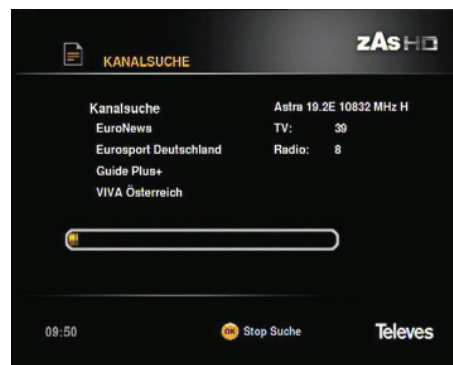 zAs HD
KANALSUCHE
Kanalsuche
Astra 19.2E 10832 MHz H
EuroNews
TV: 39
Eurosport Deutschland
Radio: 8
Guide Plus+
VIVA Österreich
09:50
OK Stop Suche
Televes